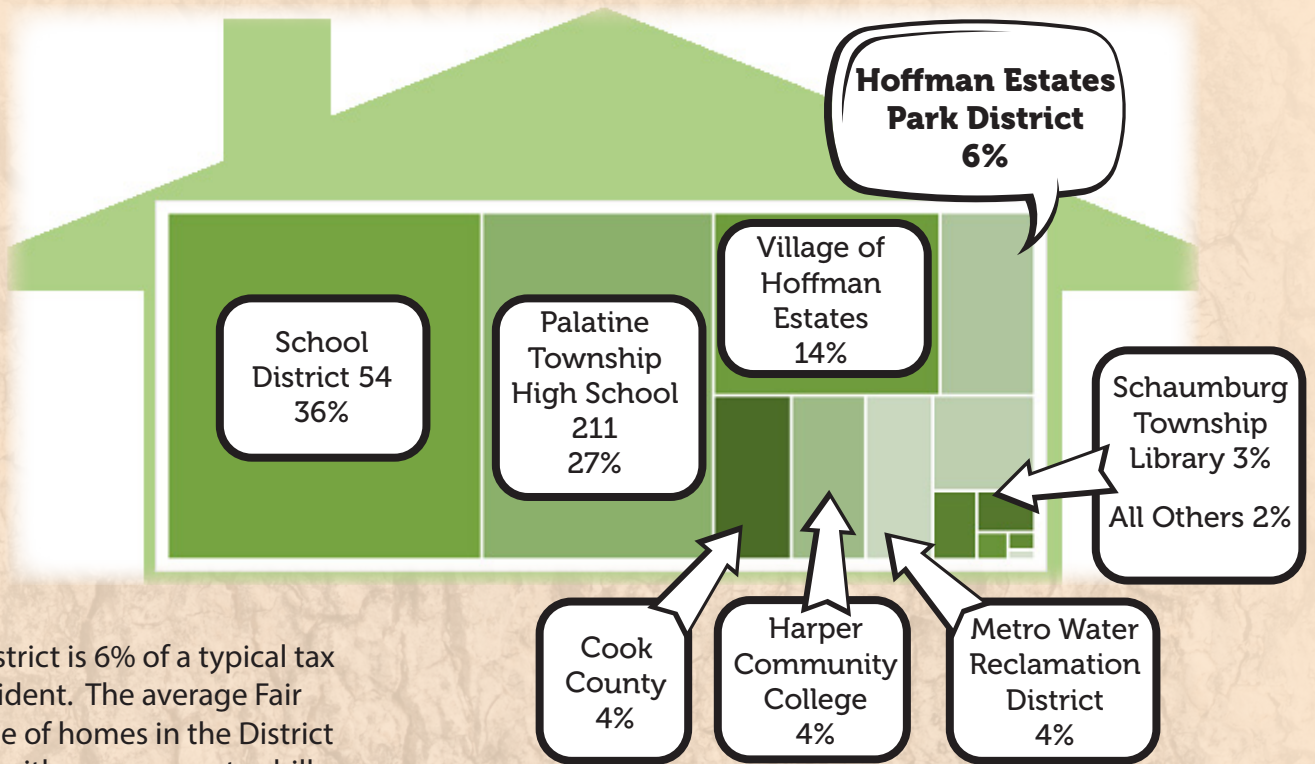 Hoffman Estates
Park District
6%
School
District 54
36%
Palatine
Township
High School
211
27%
Village of
Hoffman
Estates
14%
Schaumburg
Township
Library 3%
All Others 2%
Cook
County
4%
Harper
Community
College
4%
Metro Water
Reclamation
District
4%
strict is 6% of a typical tax
ident. The average Fair
e of homes in the District